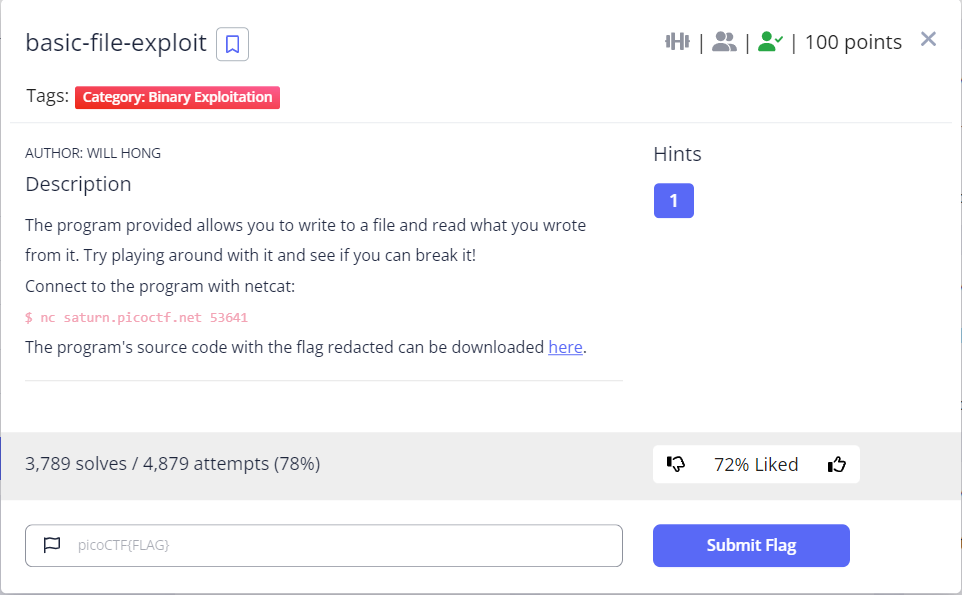 basic-file-exploit
| | 100 points
Tags: Category: Binary Exploitation
AUTHOR: WILL HONG
Description
The program provided allows you to write to a file and read what you wrote
from it. Try playing around with it and see if you can break it!
Connect to the program with netcat:
$ nc saturn.picoctf.net 53641
The program's source code with the flag redacted can be downloaded here.
Hints
1
3,789 solves / 4,879 attempts (78%)
72% Liked
picoCTF{FLAG}
Submit Flag